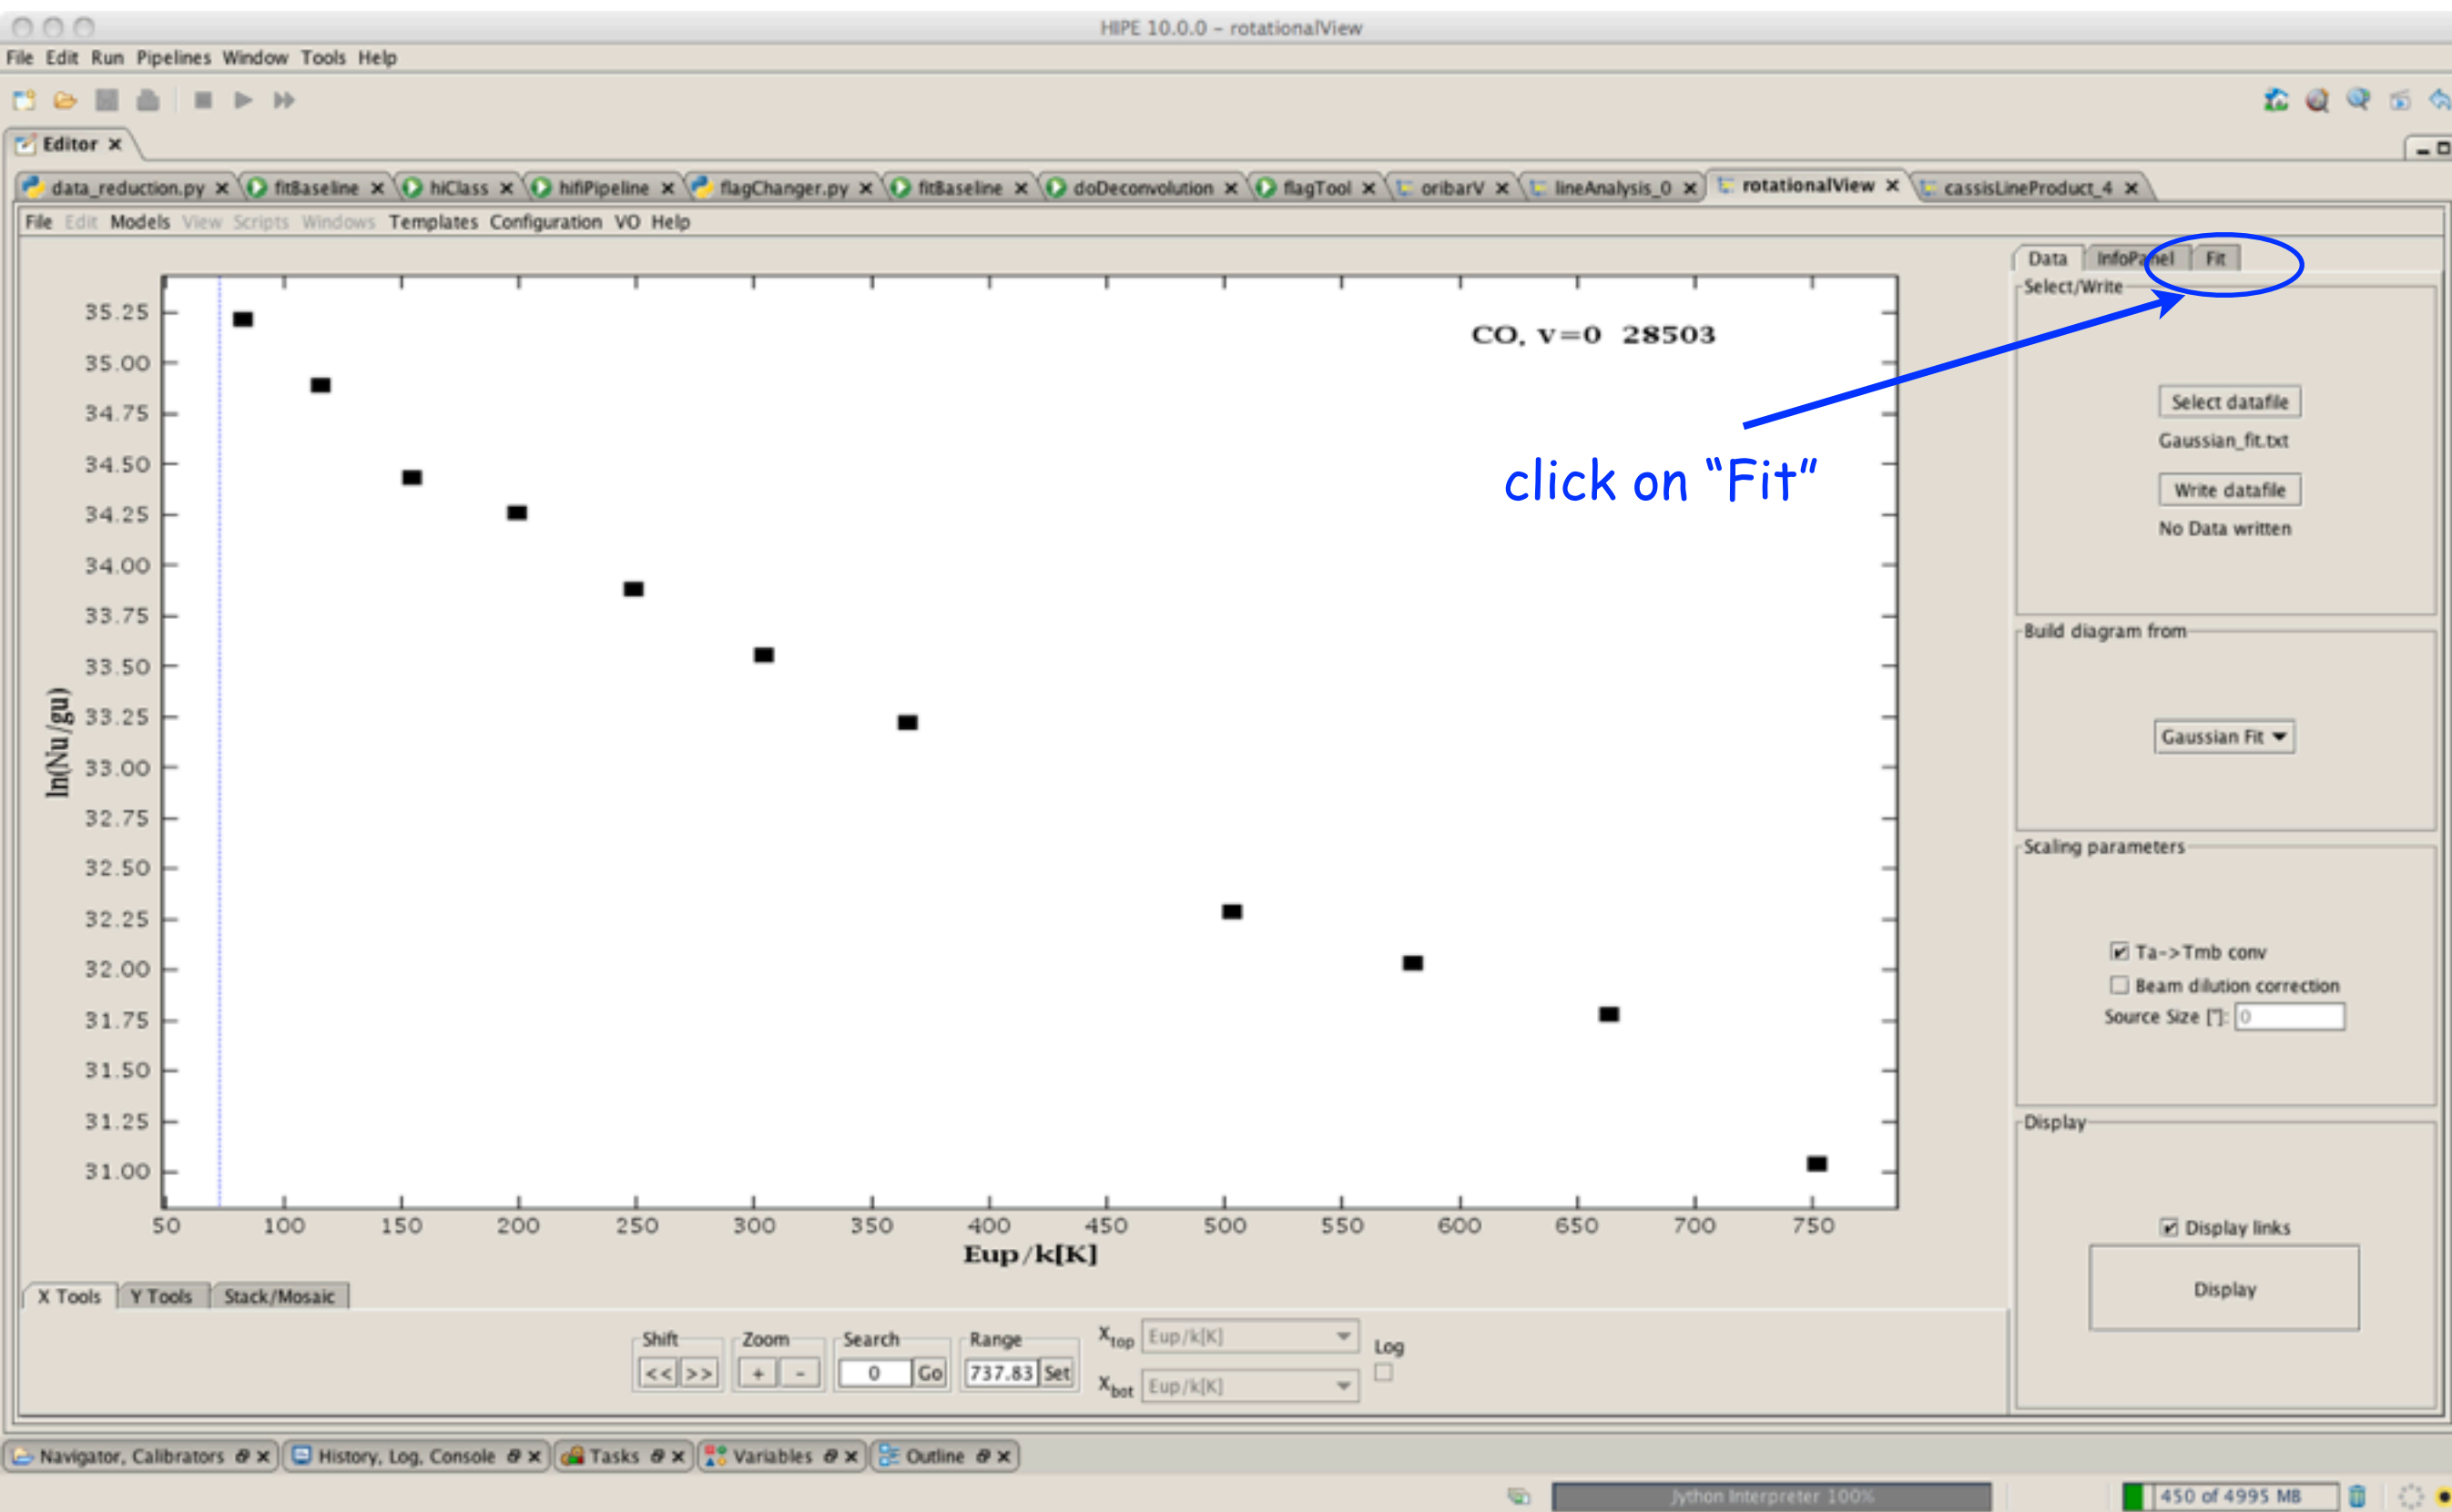 HIPE 10.0.0 - rotationalView
File Edit Run Pipelines Window Tools Help
Editor
data_reduction.py fitBaseline hiClass hifiPipeline flagChanger.py fitBaseline doDeconvolution flagTool oribarV lineAnalysis_0 rotationalView cassisLineProduct_4
File Edit Models View Scripts Windows Templates Configuration VO Help
Data InfoPanel Fit
Select/Write
CO, v=0 28503
click on "Fit"
Select datafile
Gaussian_fit.txt
Write datafile
No Data written
Build diagram from
Gaussian Fit
Scaling parameters
Ta->Tmb conv
Beam dilution correction
Source Size ["]: 0
Display
Display links
Display
ln(Nu/gu)
35.25
35.00
34.75
34.50
34.25
34.00
33.75
33.50
33.25
33.00
32.75
32.50
32.25
32.00
31.75
31.50
31.25
31.00
50 100 150 200 250 300 350 400 450 500 550 600 650 700 750
Eup/k[K]
X Tools Y Tools Stack/Mosaic
Shift Zoom Search Range
<< >> + - 0 Go 737.83 Set
Xtop Eup/k[K]
Xbot Eup/k[K]
Log
Navigator, Calibrators History, Log, Console Tasks Variables Outline
Jython Interpreter 100%
450 of 4995 MB